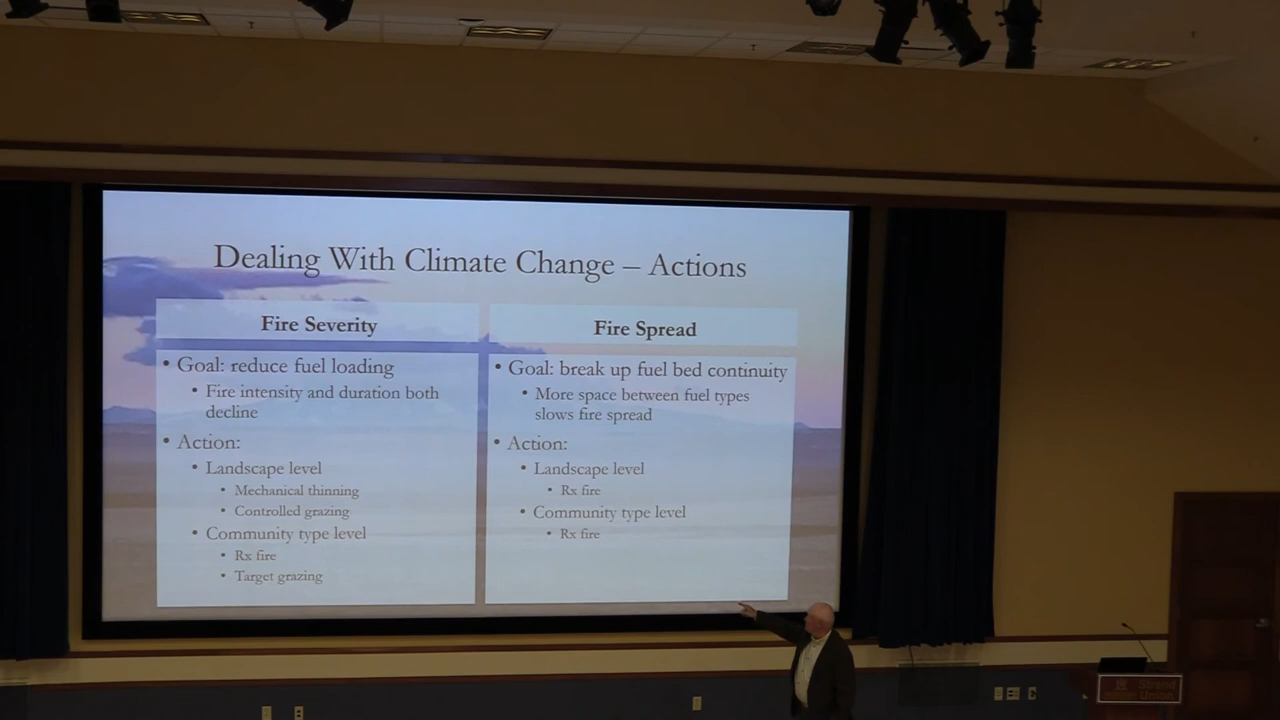 Dealing With Climate Change – Actions
Fire Severity
• Goal: reduce fuel loading
• Fire intensity and duration both
decline
• Action:
• Landscape level
• Mechanical thinning
• Controlled grazing
• Community type level
• Rx fire
• Target grazing
Fire Spread
• Goal: break up fuel bed continuity
• More space between fuel types
slows fire spread
• Action:
• Landscape level
• Rx fire
• Community type level
• Rx fire
Strand
Union